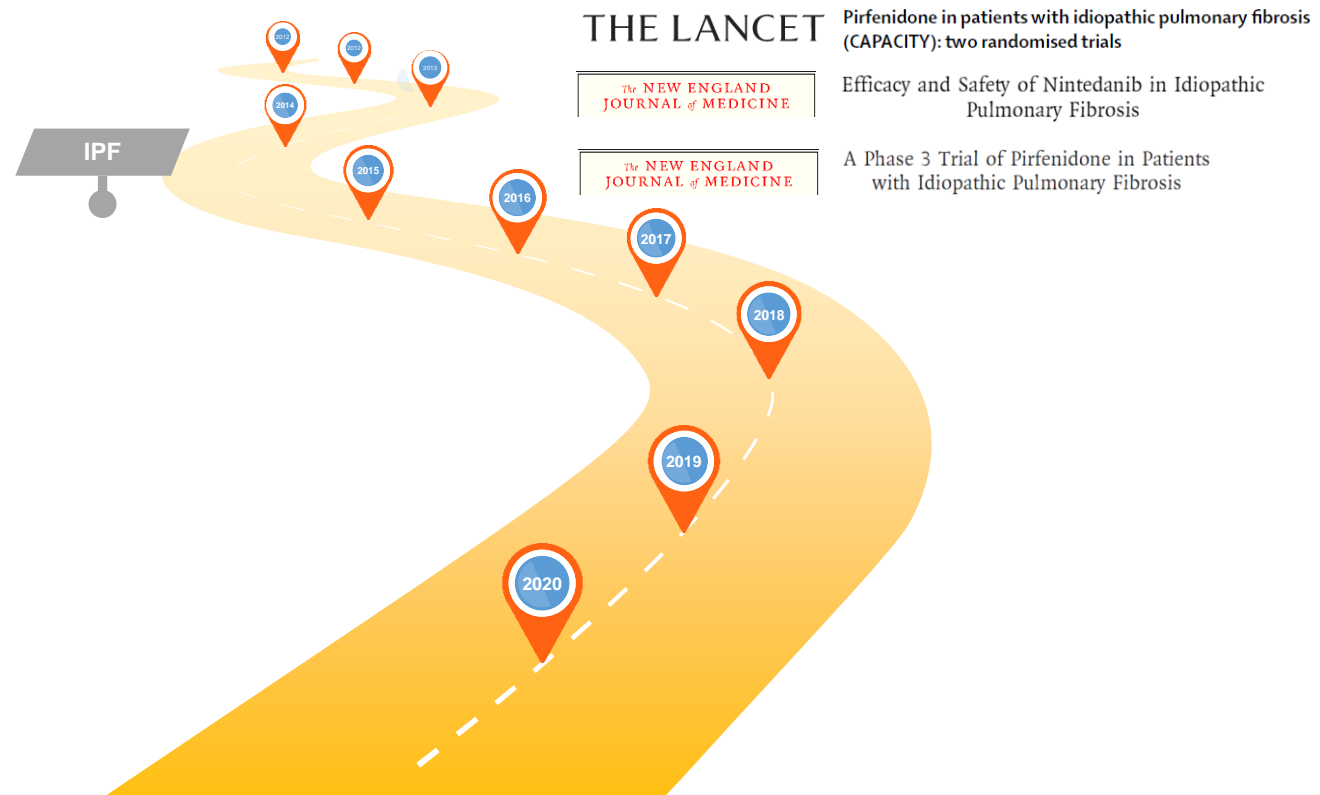 THE LANCET
Pirfenidone in patients with idiopathic pulmonary fibrosis
(CAPACITY): two randomised trials
The NEW ENGLAND
JOURNAL of MEDICINE
Efficacy and Safety of Nintedanib in Idiopathic
Pulmonary Fibrosis
The NEW ENGLAND
JOURNAL of MEDICINE
A Phase 3 Trial of Pirfenidone in Patients
with Idiopathic Pulmonary Fibrosis
IPF
2012
2012
2013
2014
2015
2016
2017
2018
2019
2020